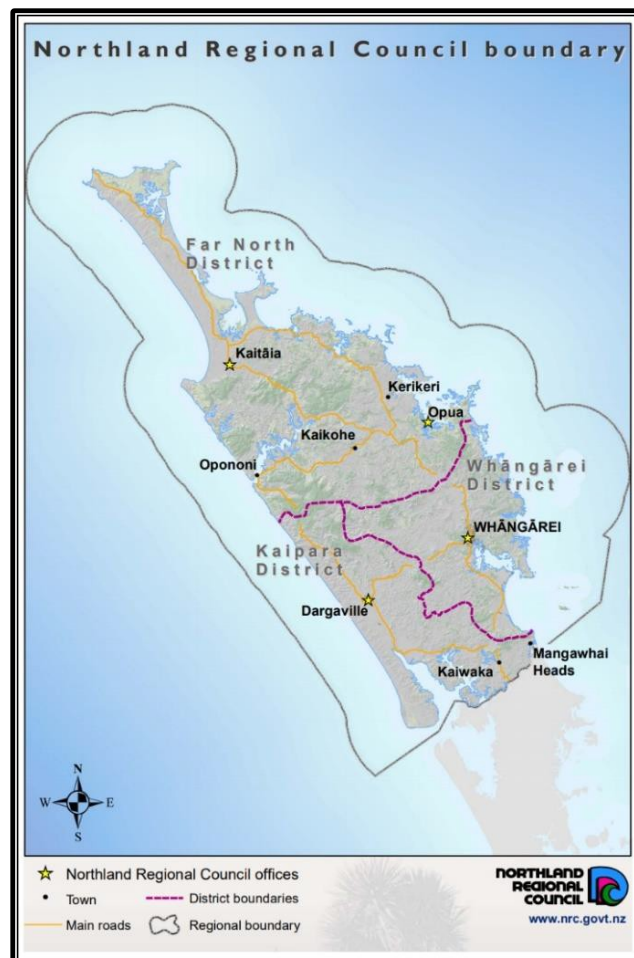 Northland Regional Council boundary
Far North
District
Kaitāia
Kerikeri
Opua
Kaikohe
Opononi
Whāngārei
District
WHĀNGĀREI
Kaipara
District
Dargaville
Mangawhai
Heads
Kaiwaka
N
W E
S
Northland Regional Council offices
Town
District boundaries
Main roads
Regional boundary
NORTHLAND
REGIONAL
COUNCIL
www.nrc.govt.nz